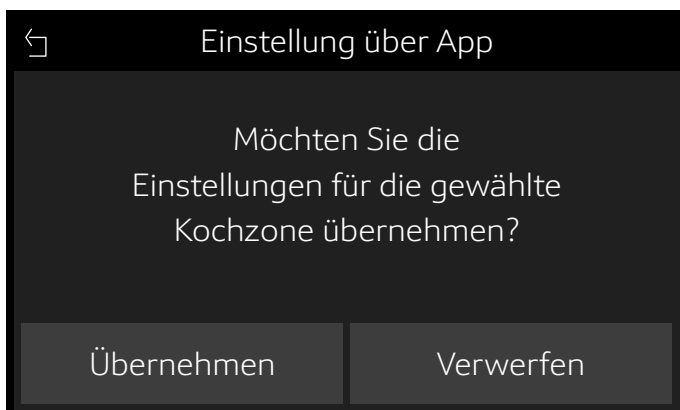 Einstellung über App
Möchten Sie die
Einstellungen für die gewählte
Kochzone übernehmen?
Übernehmen Verwerfen